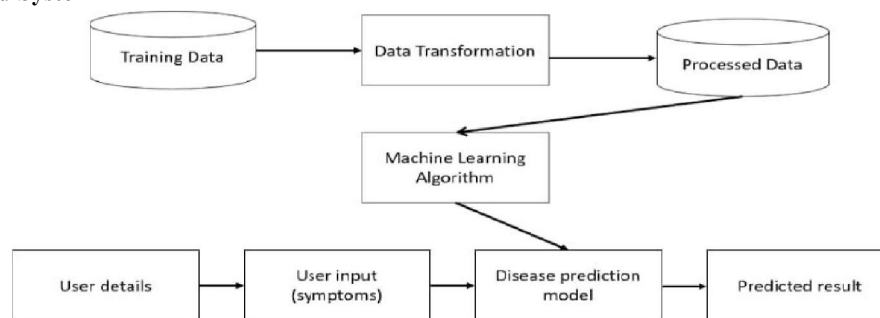 Training Data
Data Transformation
Processed Data
Machine Learning
Algorithm
User details
User input
(symptoms)
Disease prediction
model
Predicted result